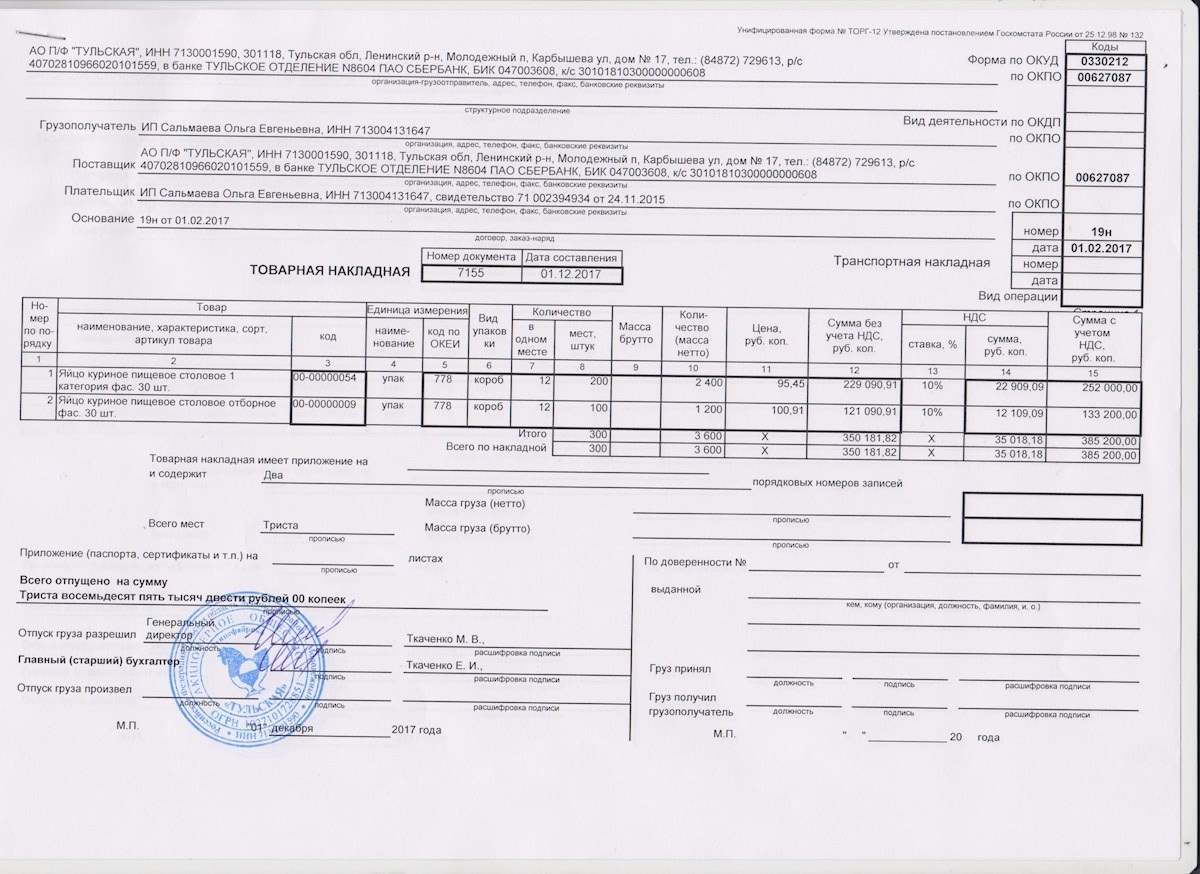 Унифицированная форма № ТОРГ-12 Утверждена постановлением Госкомстата России от 25.12.98 № 132
Коды
Форма по ОКУД 0330212
АО П/Ф "ТУЛЬСКАЯ", ИНН 7130001590, 301118, Тульская обл, Ленинский р-н, Молодежный п, Карбышева ул, дом № 17, тел.: (84872) 729613, р/с
40702810966020101559, в банке ТУЛЬСКОЕ ОТДЕЛЕНИЕ N8604 ПАО СБЕРБАНК, БИК 047003608, к/с 30101810300000000608
по ОКПО 00627087
организация-грузоотправитель, адрес, телефон, факс, банковские реквизиты
структурное подразделение
Вид деятельности по ОКДП
Грузополучатель ИП Сальмаева Ольга Евгеньевна, ИНН 713004131647
по ОКПО
организация, адрес, телефон, факс, банковские реквизиты
Поставщик АО П/Ф "ТУЛЬСКАЯ", ИНН 7130001590, 301118, Тульская обл, Ленинский р-н, Молодежный п, Карбышева ул, дом № 17, тел.: (84872) 729613, р/с
40702810966020101559, в банке ТУЛЬСКОЕ ОТДЕЛЕНИЕ N8604 ПАО СБЕРБАНК, БИК 047003608, к/с 30101810300000000608
по ОКПО 00627087
организация, адрес, телефон, факс, банковские реквизиты
Плательщик ИП Сальмаева Ольга Евгеньевна, ИНН 713004131647, свидетельство 71 002394934 от 24.11.2015
по ОКПО
организация, адрес, телефон, факс, банковские реквизиты
Основание 19н от 01.02.2017
договор, заказ-наряд
номер 19н
дата 01.02.2017
Транспортная накладная номер
дата
Вид операции
Номер документа Дата составления
ТОВАРНАЯ НАКЛАДНАЯ 7155 01.12.2017
Но-мер по по-рядку Товар Единица измерения Вид упаков ки Количество Масса брутто Коли-чество (масса нетто) Цена, руб. коп. Сумма без учета НДС, руб. коп. НДС Сумма с учетом НДС, руб. коп.
наименование, характеристика, сорт, артикул товара код наиме-нование код по ОКЕИ в одном месте мест, штук ставка, % сумма, руб. коп.
1 2 3 4 5 6 7 8 9 10 11 12 13 14 15
1 Яйцо куриное пищевое столовое 1 категория фас. 30 шт. 00-00000054 упак 778 короб 12 200 2 400 95,45 229 090,91 10% 22 909,09 252 000,00
2 Яйцо куриное пищевое столовое отборное фас. 30 шт. 00-00000009 упак 778 короб 12 100 1 200 100,91 121 090,91 10% 12 109,09 133 200,00
Итого 300 3 600 X 350 181,82 X 35 018,18 385 200,00
Всего по накладной 300 3 600 X 350 181,82 X 35 018,18 385 200,00
Товарная накладная имеет приложение на
и содержит Два порядковых номеров записей
прописью
Масса груза (нетто)
прописью
Всего мест Триста Масса груза (брутто)
прописью
прописью
Приложение (паспорта, сертификаты и т.п.) на листах
прописью
Всего отпущено на сумму
Триста восемьдесят пять тысяч двести рублей 00 копеек
прописью
Отпуск груза разрешил Генеральный директор Ткаченко М. В.,
должность подпись расшифровка подписи
Главный (старший) бухгалтер Ткаченко Е. И.,
подпись расшифровка подписи
Отпуск груза произвел
должность подпись расшифровка подписи
М.П. "01" декабря 2017 года
АКЦИОНЕРНОЕ ОБЩЕСТВО
«ТУЛЬСКАЯ»
По доверенности № от
выданной
кем, кому (организация, должность, фамилия, и. о.)
Груз принял
должность подпись расшифровка подписи
Груз получил
грузополучатель
должность подпись расшифровка подписи
М.П. " " 20 года